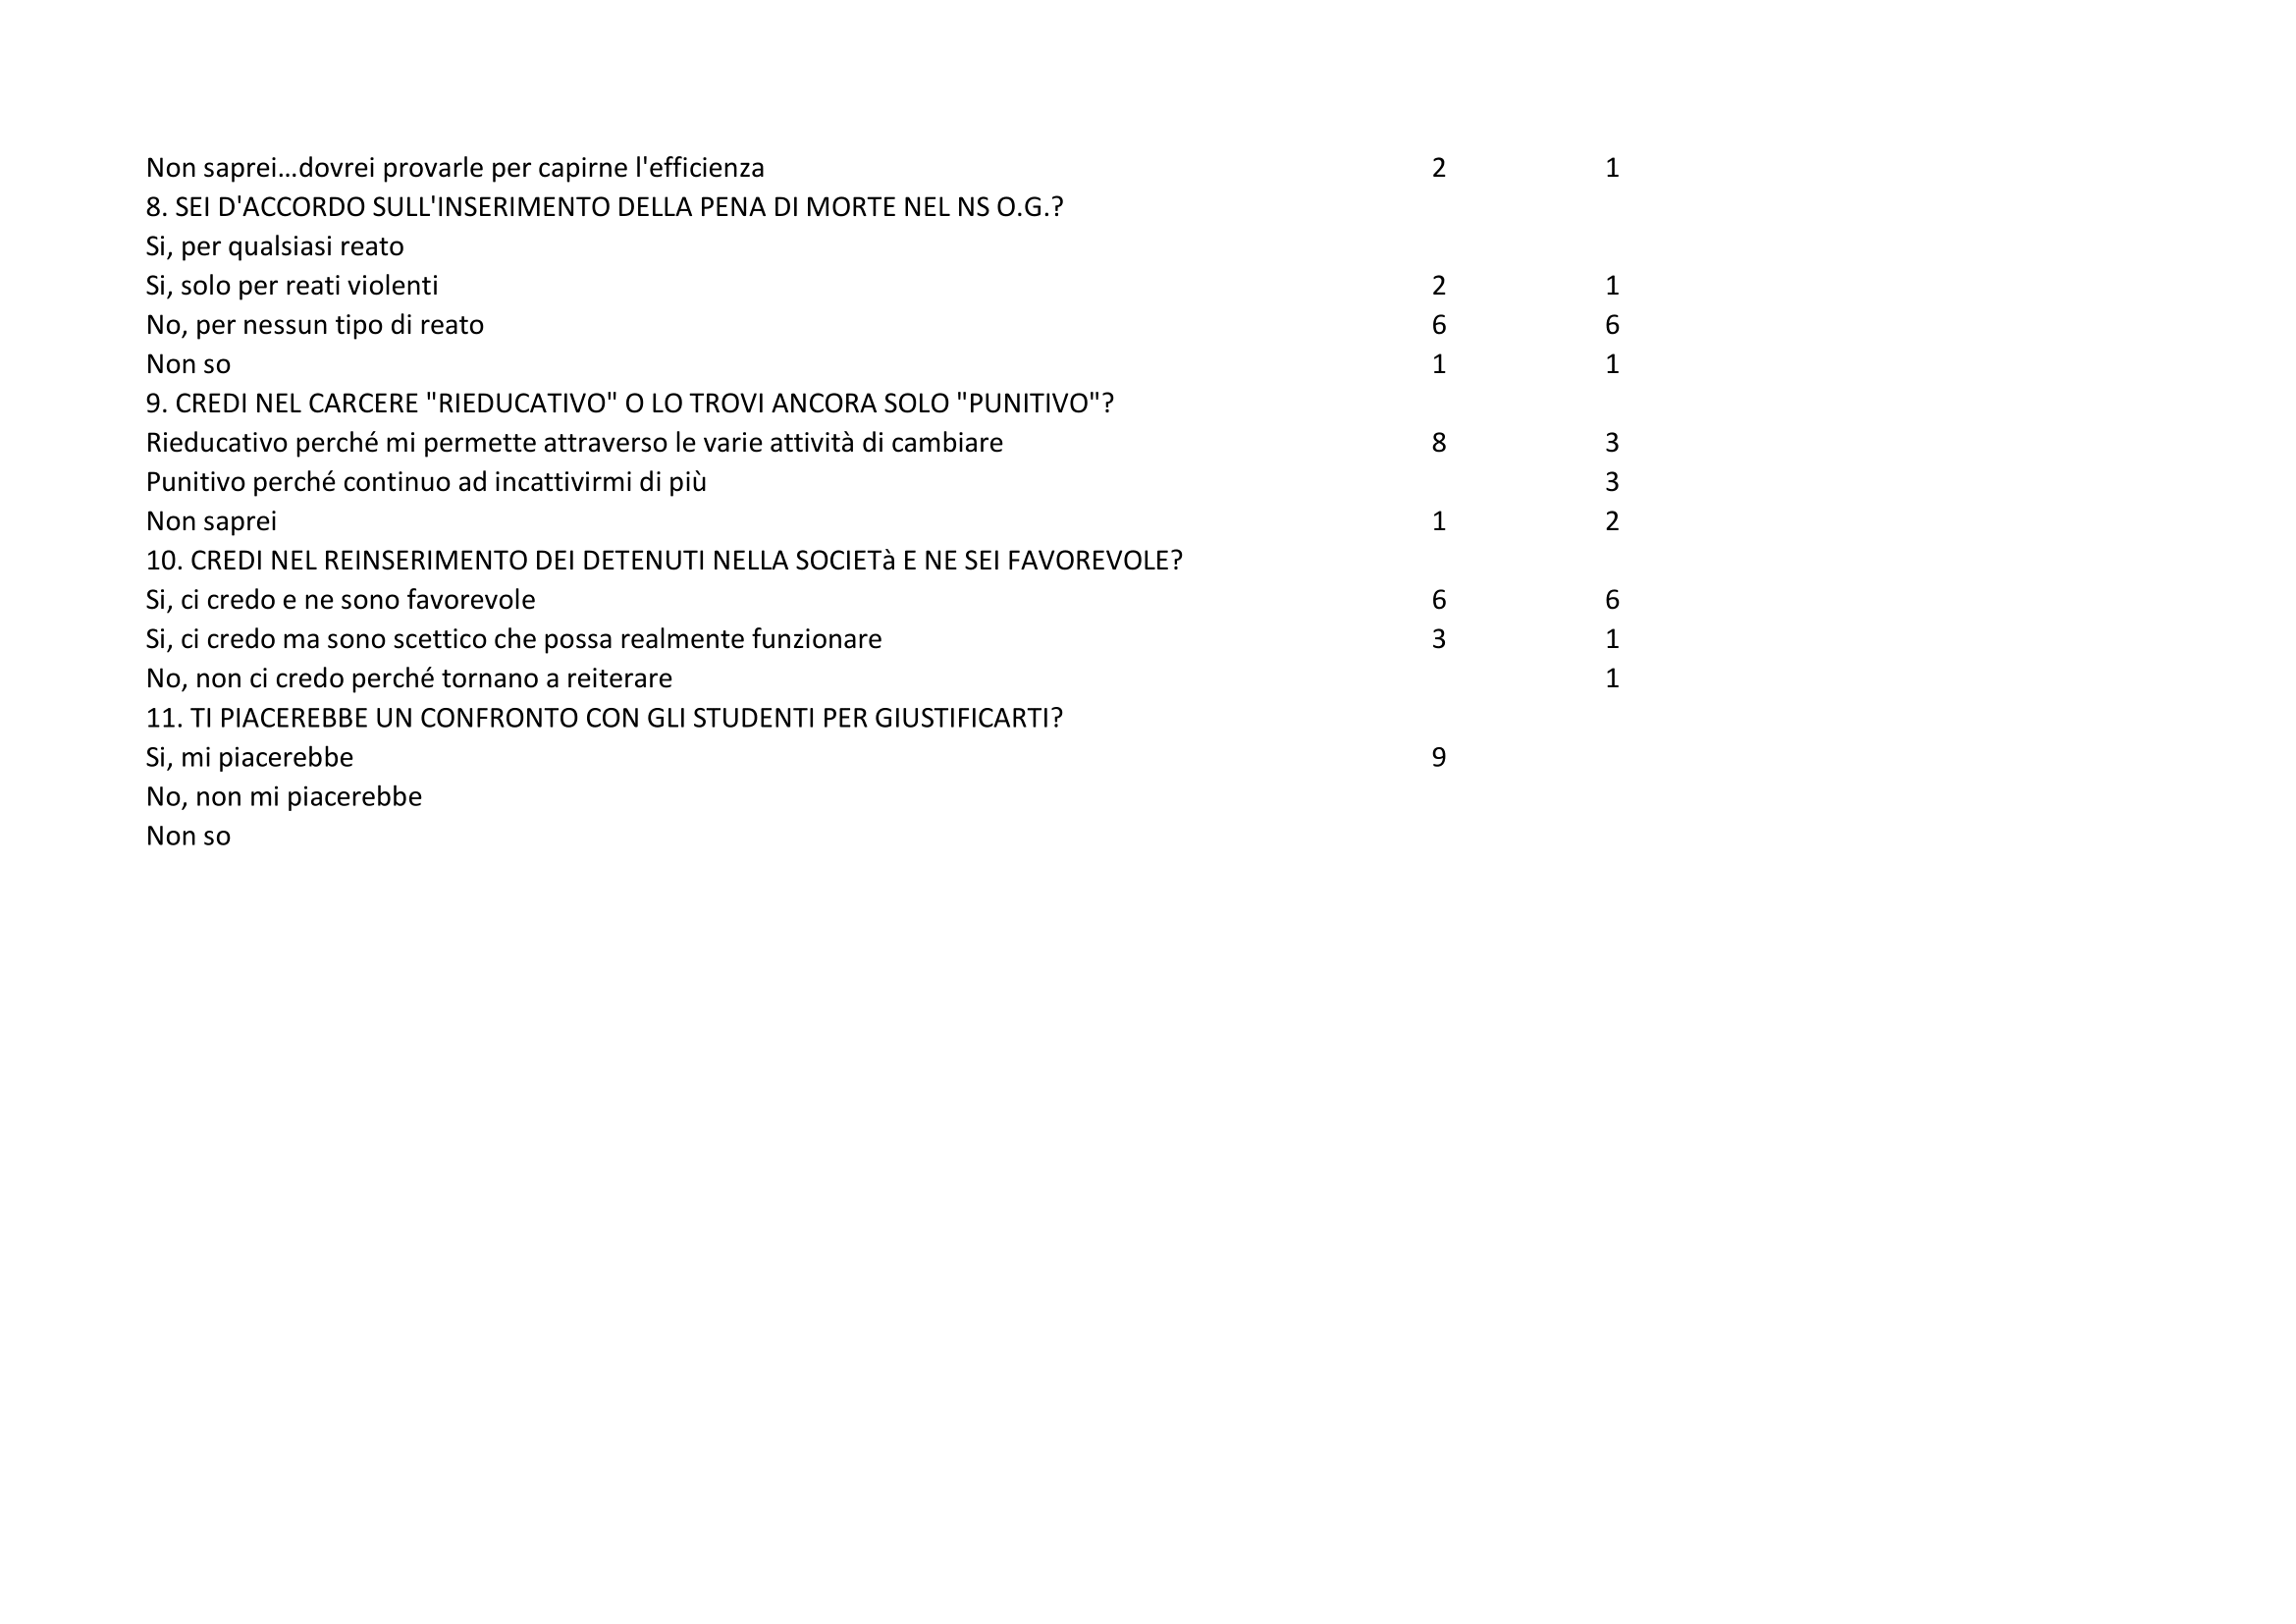 Non saprei…dovrei provarle per capirne l'efficienza 2 1
8. SEI D'ACCORDO SULL'INSERIMENTO DELLA PENA DI MORTE NEL NS O.G.?
Si, per qualsiasi reato
Si, solo per reati violenti 2 1
No, per nessun tipo di reato 6 6
Non so 1 1
9. CREDI NEL CARCERE "RIEDUCATIVO" O LO TROVI ANCORA SOLO "PUNITIVO"?
Rieducativo perché mi permette attraverso le varie attività di cambiare 8 3
Punitivo perché continuo ad incattivirmi di più 3
Non saprei 1 2
10. CREDI NEL REINSERIMENTO DEI DETENUTI NELLA SOCIETà E NE SEI FAVOREVOLE?
Si, ci credo e ne sono favorevole 6 6
Si, ci credo ma sono scettico che possa realmente funzionare 3 1
No, non ci credo perché tornano a reiterare 1
11. TI PIACEREBBE UN CONFRONTO CON GLI STUDENTI PER GIUSTIFICARTI?
Si, mi piacerebbe 9
No, non mi piacerebbe
Non so